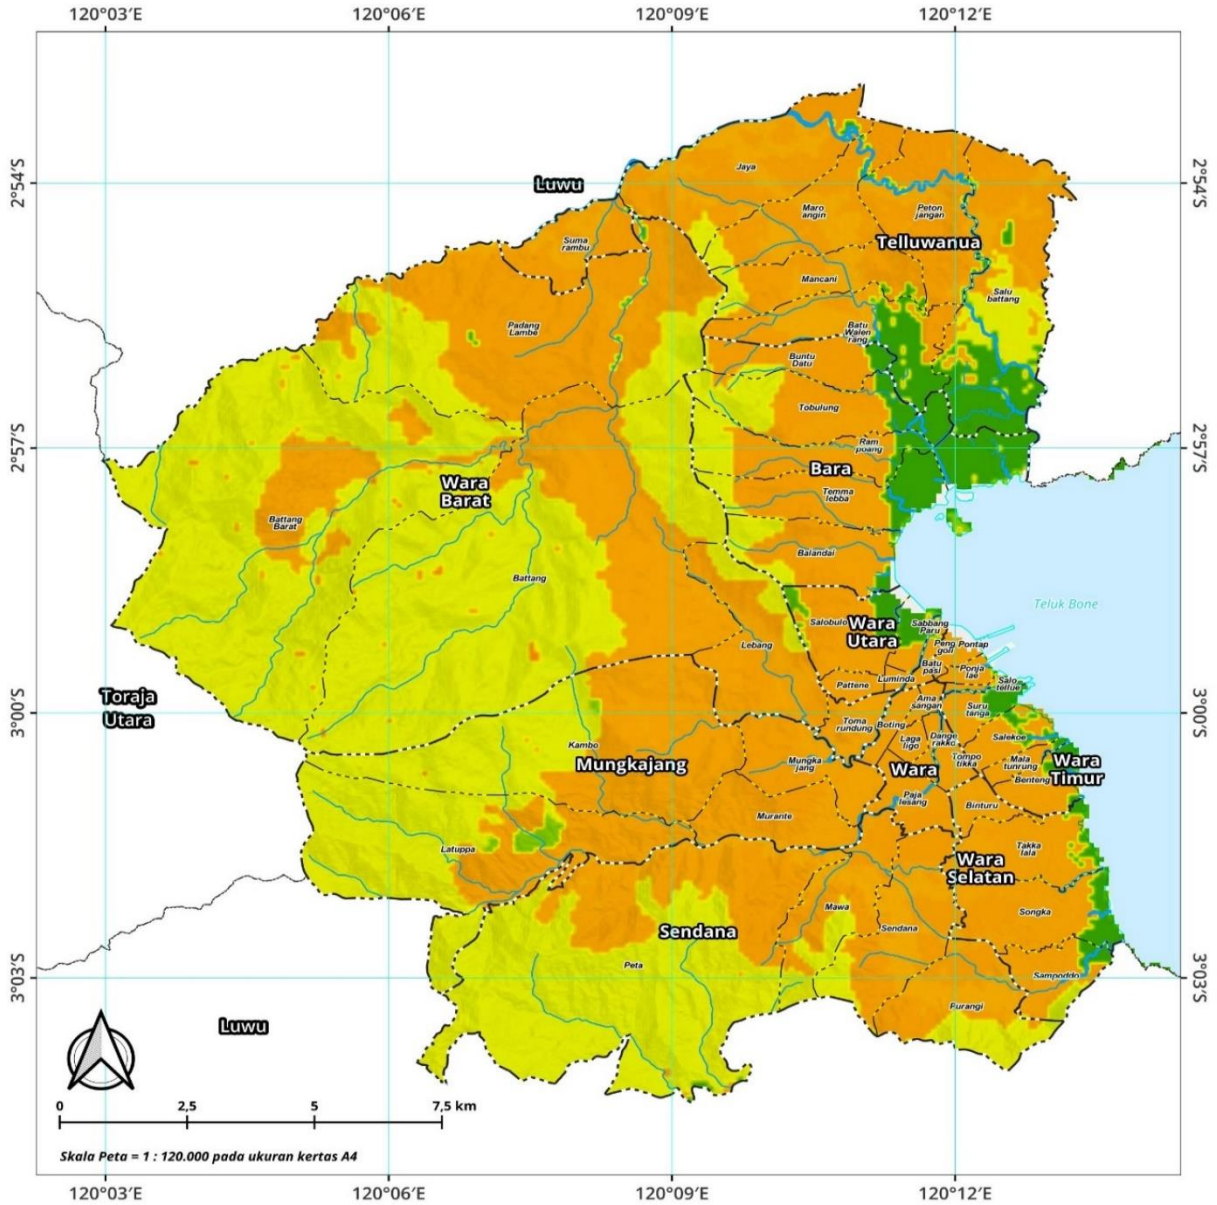 120°03′E 120°06′E 120°09′E 120°12′E
2°54′S
2°54′S
Luwu
Jaya
Maro
angin
Peton
jangan
Telluwanua
Suma
rambu
Mancani
Salu
battang
Padang
Lambe
Batu
Walen
rang
Buntu
Datu
Tobulung
2°57′S
2°57′S
Ram
poang
Bara
Wara
Barat
Temma
lebba
Battang
Barat
Balandai
Battang
Teluk Bone
Salobulo
Wara
Utara
Sabbang
Paru
Lebang
Peng
goli
Pontap
Batu
pasi
Ponja
lae
Pattene
Luminda
Salo
tellue
Toraja
Utara
Ama
sangan
Suru
tanga
3°00′S
3°00′S
Toma
rundung
Boting
Laga
ligo
Dange
rakko
Salekoe
Kambo
Mungkajang
Mungka
jang
Wara
Tompo
tikka
Mala
tunrung
Benteng
Wara
Timur
Paja
lesang
Binturu
Murante
Latuppa
Takka
lala
Wara
Selatan
Mawa
Songka
Sendana
Sendana
Peta
Sampoddo
3°03′S
3°03′S
Purangi
Luwu
0 2,5 5 7,5 km
Skala Peta = 1 : 120.000 pada ukuran kertas A4
120°03′E 120°06′E 120°09′E 120°12′E